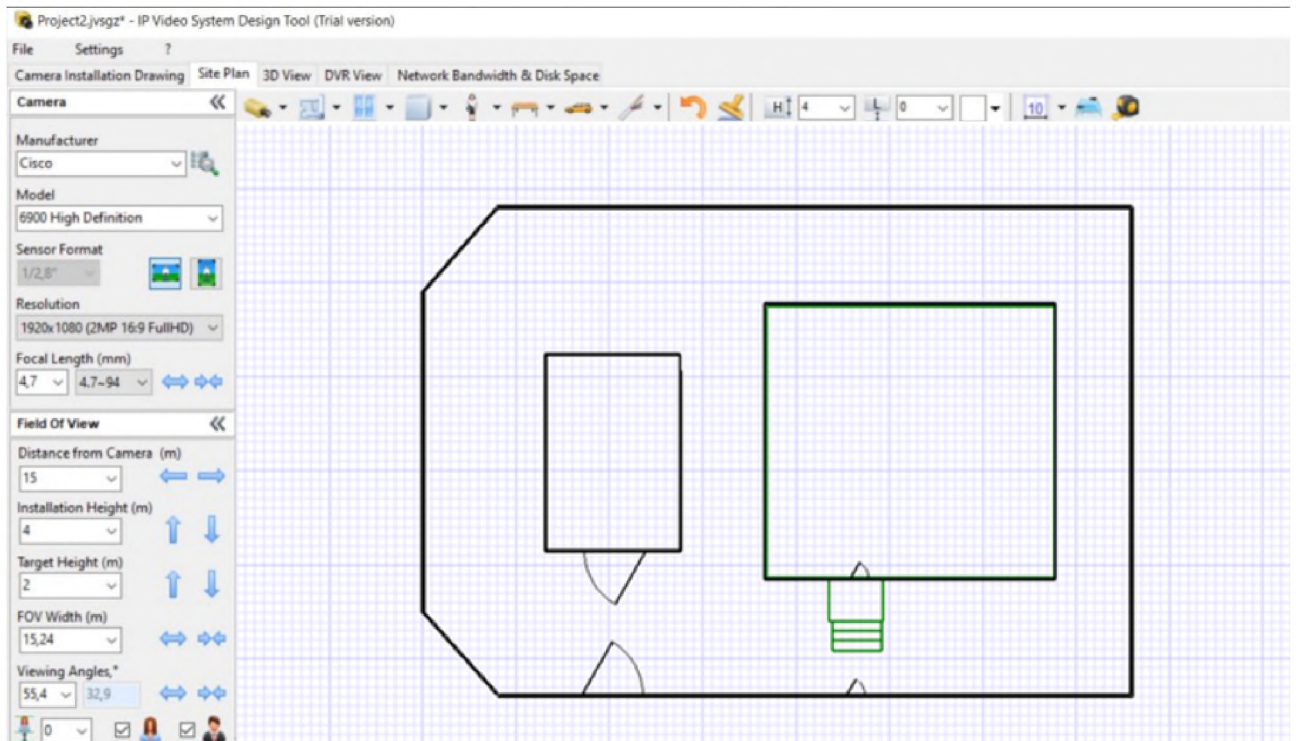 Project2.jvsgz* - IP Video System Design Tool (Trial version)
File Settings ?
Camera Installation Drawing Site Plan 3D View DVR View Network Bandwidth & Disk Space
Camera
H 4 L 0 10
Manufacturer
Cisco
Model
6900 High Definition
Sensor Format
1/2,8"
Resolution
1920x1080 (2MP 16:9 FullHD)
Focal Length (mm)
4,7 4.7~94
Field Of View
Distance from Camera (m)
15
Installation Height (m)
4
Target Height (m)
2
FOV Width (m)
15,24
Viewing Angles,°
55,4 32,9
0